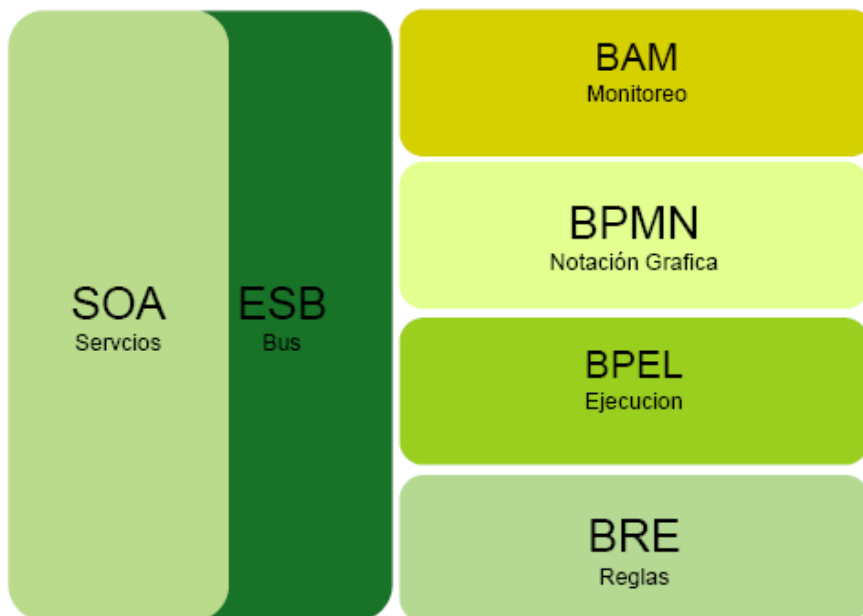 SOA
Servcios
ESB
Bus
BAM
Monitoreo
BPMN
Notación Grafica
BPEL
Ejecucion
BRE
Reglas